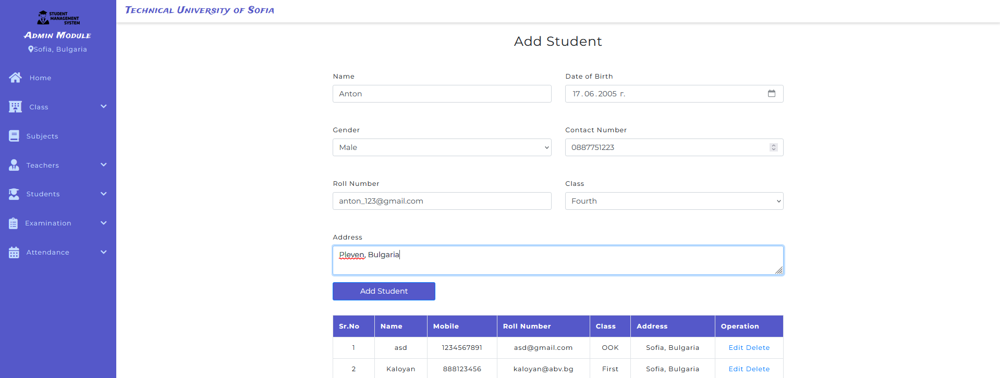 STUDENT
MANAGEMENT
SYSTEM
Admin Module
Sofia, Bulgaria
Home
Class
Subjects
Teachers
Students
Examination
Attendance
Technical University of Sofia
Add Student
Name
Date of Birth
Anton
17.06.2005 г.
Gender
Contact Number
Male
0887751223
Roll Number
Class
anton_123@gmail.com
Fourth
Address
Pleven, Bulgaria
Add Student
Sr.No Name Mobile Roll Number Class Address Operation
1 asd 1234567891 asd@gmail.com OOK Sofia, Bulgaria Edit Delete
2 Kaloyan 888123456 kaloyan@abv.bg First Sofia, Bulgaria Edit Delete